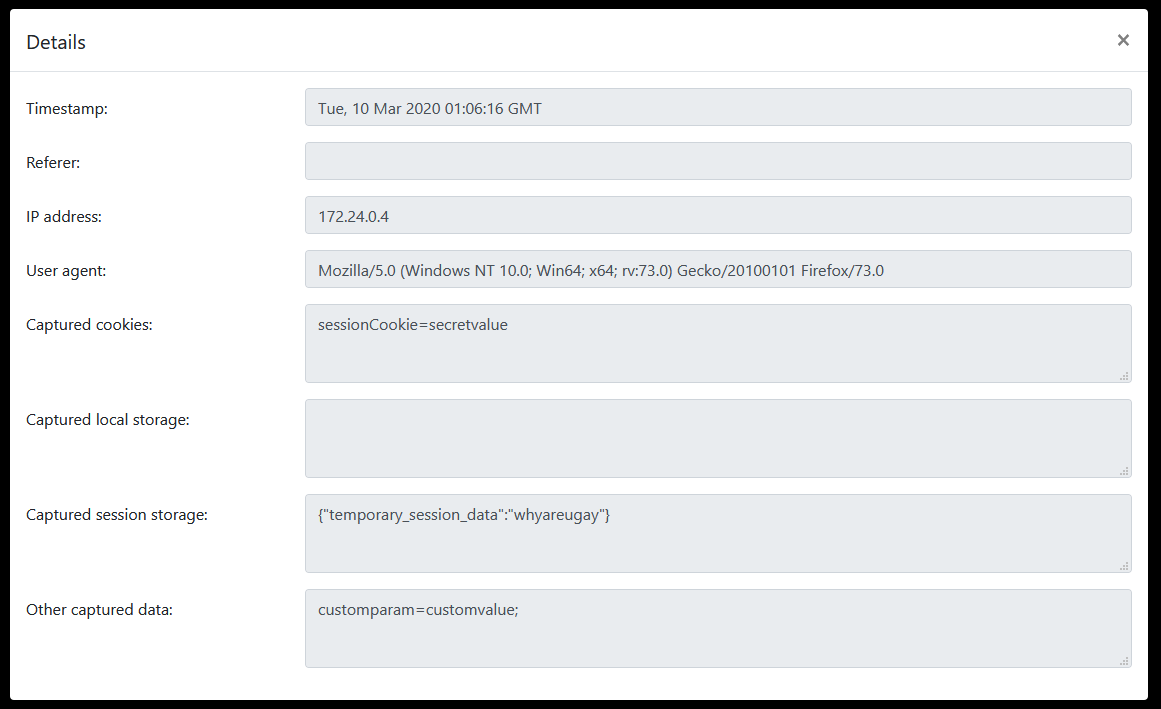 Details ×
Timestamp: Tue, 10 Mar 2020 01:06:16 GMT
Referer:
IP address: 172.24.0.4
User agent: Mozilla/5.0 (Windows NT 10.0; Win64; x64; rv:73.0) Gecko/20100101 Firefox/73.0
Captured cookies: sessionCookie=secretvalue
Captured local storage:
Captured session storage: {"temporary_session_data":"whyareugay"}
Other captured data: customparam=customvalue;